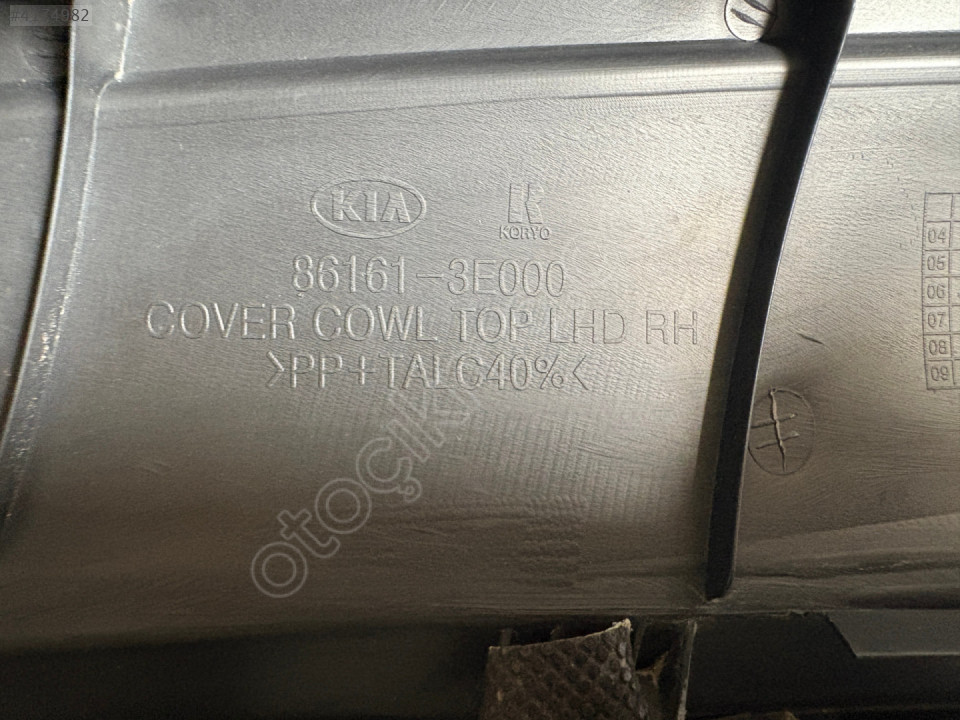 KIA
KORYO
86161-3E000
COVER COWL TOP LHD RH
>PP+TALC40%<
04
05
06
07
08
09